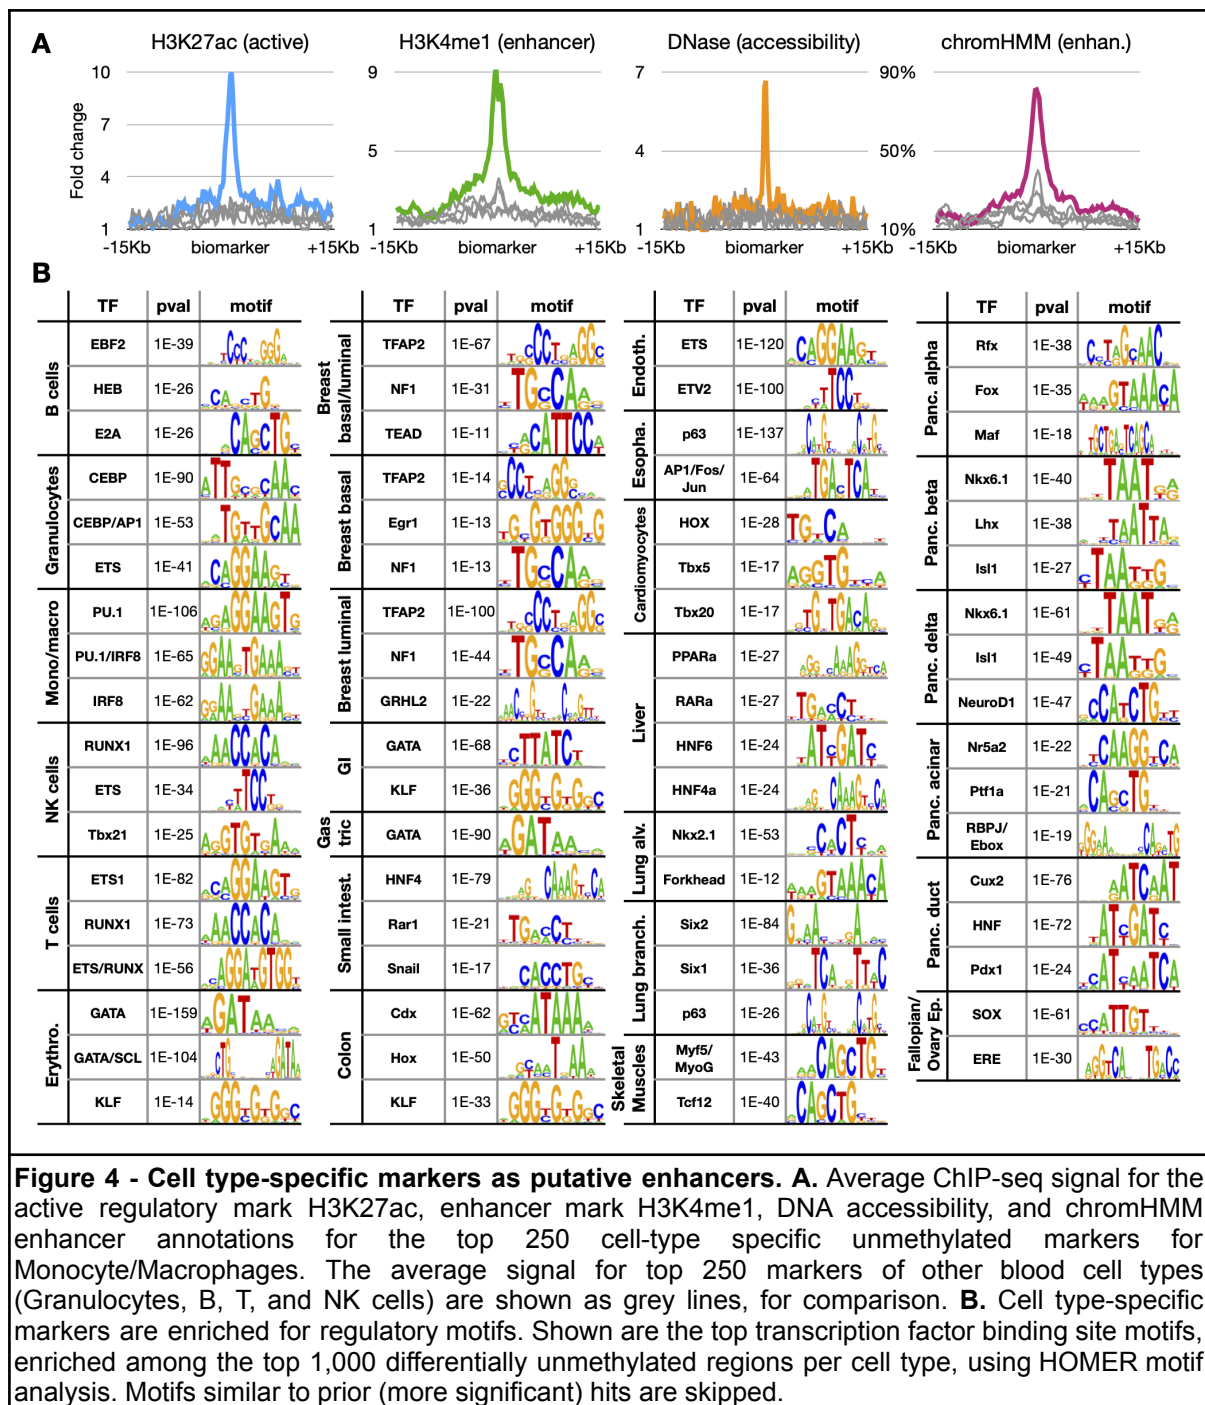 A
H3K27ac (active)
H3K4me1 (enhancer)
DNase (accessibility)
chromHMM (enhan.)
Fold change
10
7
4
1
-15Kb biomarker +15Kb
9
5
1
-15Kb biomarker +15Kb
7
4
1
-15Kb biomarker +15Kb
90%
50%
10%
-15Kb biomarker +15Kb
B
TF pval motif
B cells
EBF2 1E-39
HEB 1E-26
E2A 1E-26
Granulocytes
CEBP 1E-90
CEBP/AP1 1E-53
ETS 1E-41
Mono/macro
PU.1 1E-106
PU.1/IRF8 1E-65
IRF8 1E-62
NK cells
RUNX1 1E-96
ETS 1E-34
Tbx21 1E-25
T cells
ETS1 1E-82
RUNX1 1E-73
ETS/RUNX 1E-56
Erythro.
GATA 1E-159
GATA/SCL 1E-104
KLF 1E-14
TF pval motif
Breast
basal/luminal
TFAP2 1E-67
NF1 1E-31
TEAD 1E-11
Breast basal
TFAP2 1E-14
Egr1 1E-13
NF1 1E-13
Breast luminal
TFAP2 1E-100
NF1 1E-44
GRHL2 1E-22
GI
GATA 1E-68
KLF 1E-36
Gas
tric
GATA 1E-90
Small intest.
HNF4 1E-79
Rar1 1E-21
Snail 1E-17
Colon
Cdx 1E-62
Hox 1E-50
KLF 1E-33
TF pval motif
Endoth.
ETS 1E-120
ETV2 1E-100
Esopha.
p63 1E-137
AP1/Fos/
Jun 1E-64
Cardiomyocytes
HOX 1E-28
Tbx5 1E-17
Tbx20 1E-17
Liver
PPARa 1E-27
RARa 1E-27
HNF6 1E-24
HNF4a 1E-24
Lung alv.
Nkx2.1 1E-53
Forkhead 1E-12
Lung branch.
Six2 1E-84
Six1 1E-36
p63 1E-26
Skeletal
Muscles
Myf5/
MyoG 1E-43
Tcf12 1E-40
TF pval motif
Panc. alpha
Rfx 1E-38
Fox 1E-35
Maf 1E-18
Panc. beta
Nkx6.1 1E-40
Lhx 1E-38
Isl1 1E-27
Panc. delta
Nkx6.1 1E-61
Isl1 1E-49
NeuroD1 1E-47
Panc. acinar
Nr5a2 1E-22
Ptf1a 1E-21
RBPJ/
Ebox 1E-19
Panc. duct
Cux2 1E-76
HNF 1E-72
Pdx1 1E-24
Fallopian/
Ovary Ep.
SOX 1E-61
ERE 1E-30
Figure 4 - Cell type-specific markers as putative enhancers. A. Average ChIP-seq signal for the
active regulatory mark H3K27ac, enhancer mark H3K4me1, DNA accessibility, and chromHMM
enhancer annotations for the top 250 cell-type specific unmethylated markers for
Monocyte/Macrophages. The average signal for top 250 markers of other blood cell types
(Granulocytes, B, T, and NK cells) are shown as grey lines, for comparison. B. Cell type-specific
markers are enriched for regulatory motifs. Shown are the top transcription factor binding site motifs,
enriched among the top 1,000 differentially unmethylated regions per cell type, using HOMER motif
analysis. Motifs similar to prior (more significant) hits are skipped.